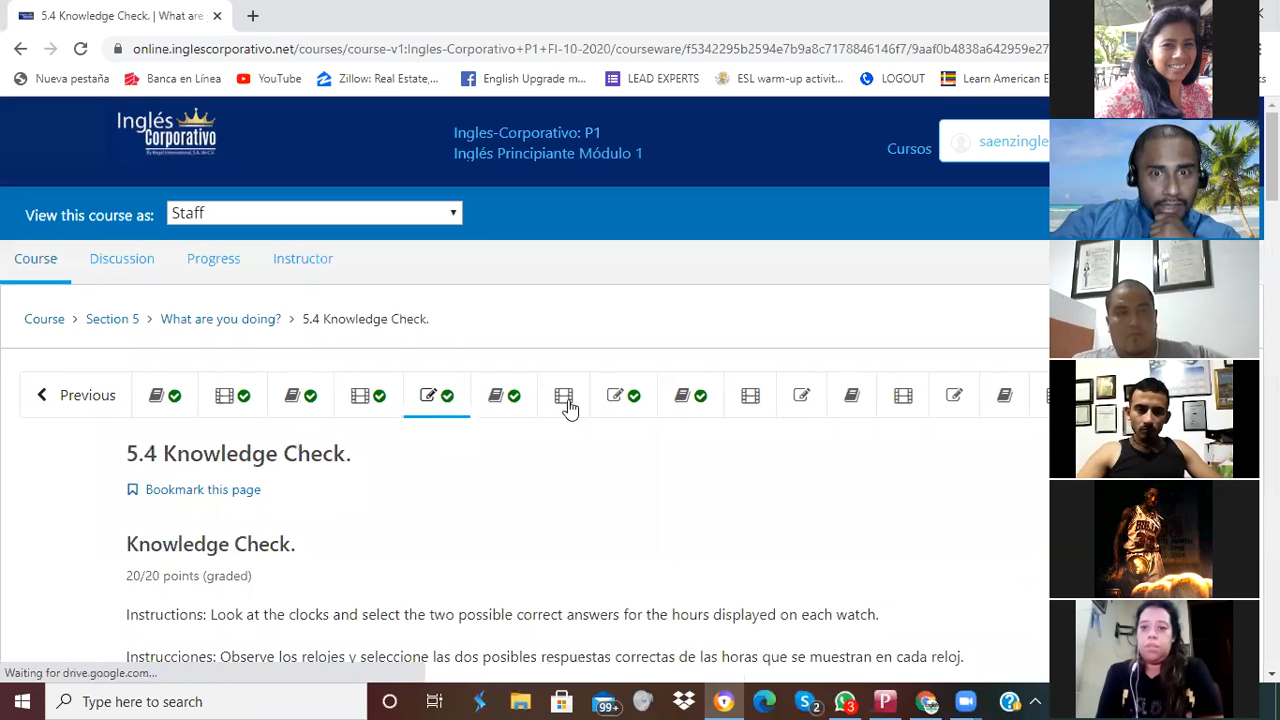 5.4 Knowledge Check. | What are
online.inglescorporativo.net/courses/course-v1:Ingles-Corporativo+P1+FI-10-2020/courseware/f5342295b2594e7b9a8c7178846146f7/9aaf0b4838a642959e27
Nueva pestaña
Banca en Línea
YouTube
Zillow: Real Estate...
English Upgrade m...
LEAD EXPERTS
ESL warm-up activi...
LOGOUT
Learn American E
Inglés
Corporativo
Ingles-Corporativo: P1
Inglés Principiante Módulo 1
Cursos
saenzingle
View this course as:
Staff
Course
Discussion
Progress
Instructor
Course > Section 5 > What are you doing? > 5.4 Knowledge Check.
Previous
5.4 Knowledge Check.
Bookmark this page
Knowledge Check.
20/20 points (graded)
Instructions: Look at the clocks and select the two possible correct answers for the hours displayed on each watch.
Instrucciones: Observe los relojes y seleccione las dos posibles respuestas correctas de las horas que se muestran en cada reloj.
Waiting for drive.google.com...
Type here to search
99+
2
3